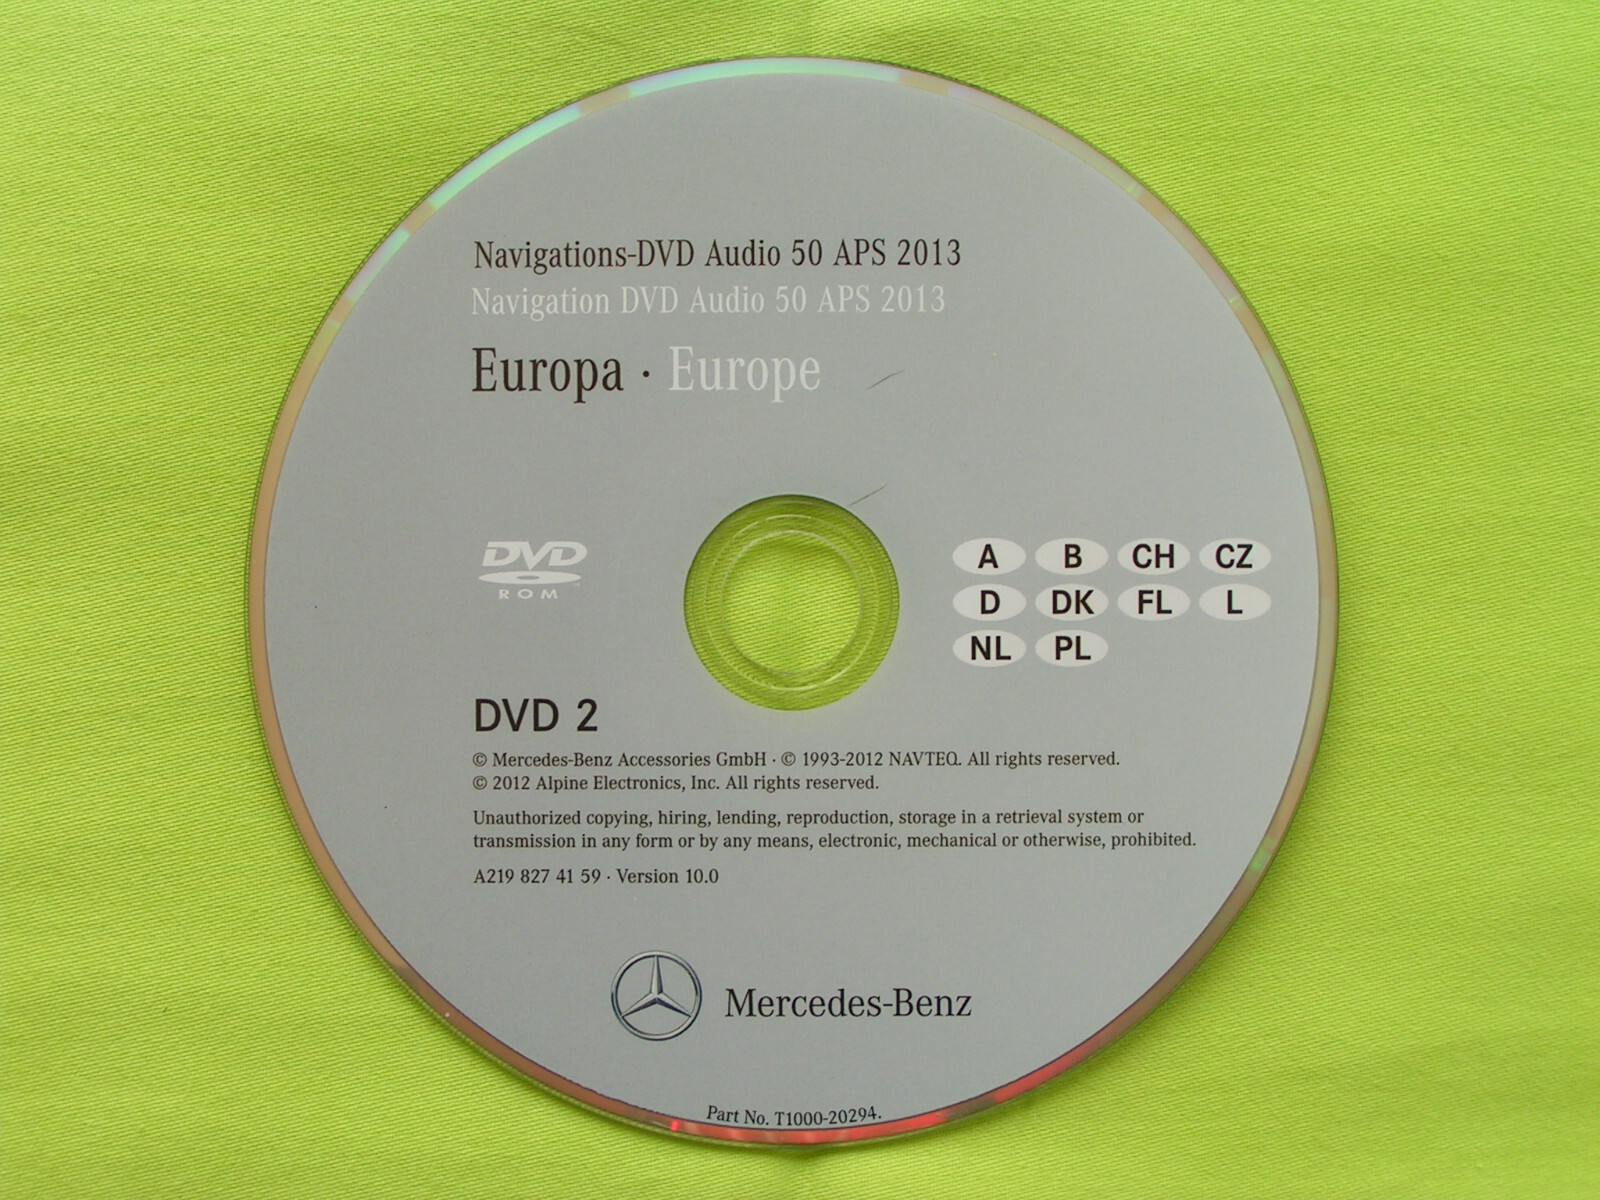 Navigations-DVD Audio 50 APS 2013
Navigation DVD Audio 50 APS 2013
Europa · Europe
DVD
ROM
A B CH CZ
D DK FL L
NL PL
DVD 2
© Mercedes-Benz Accessories GmbH · © 1993-2012 NAVTEQ. All rights reserved.
© 2012 Alpine Electronics, Inc. All rights reserved.
Unauthorized copying, hiring, lending, reproduction, storage in a retrieval system or
transmission in any form or by any means, electronic, mechanical or otherwise, prohibited.
A219 827 41 59 · Version 10.0
Mercedes-Benz
Part No. T1000-20294.